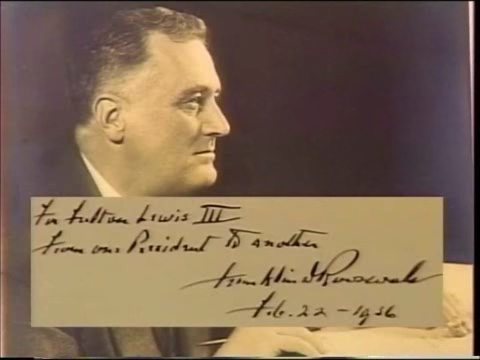 For Fulton Lewis III
From one President to another
Franklin D Roosevelt
Feb. 22 - 1936